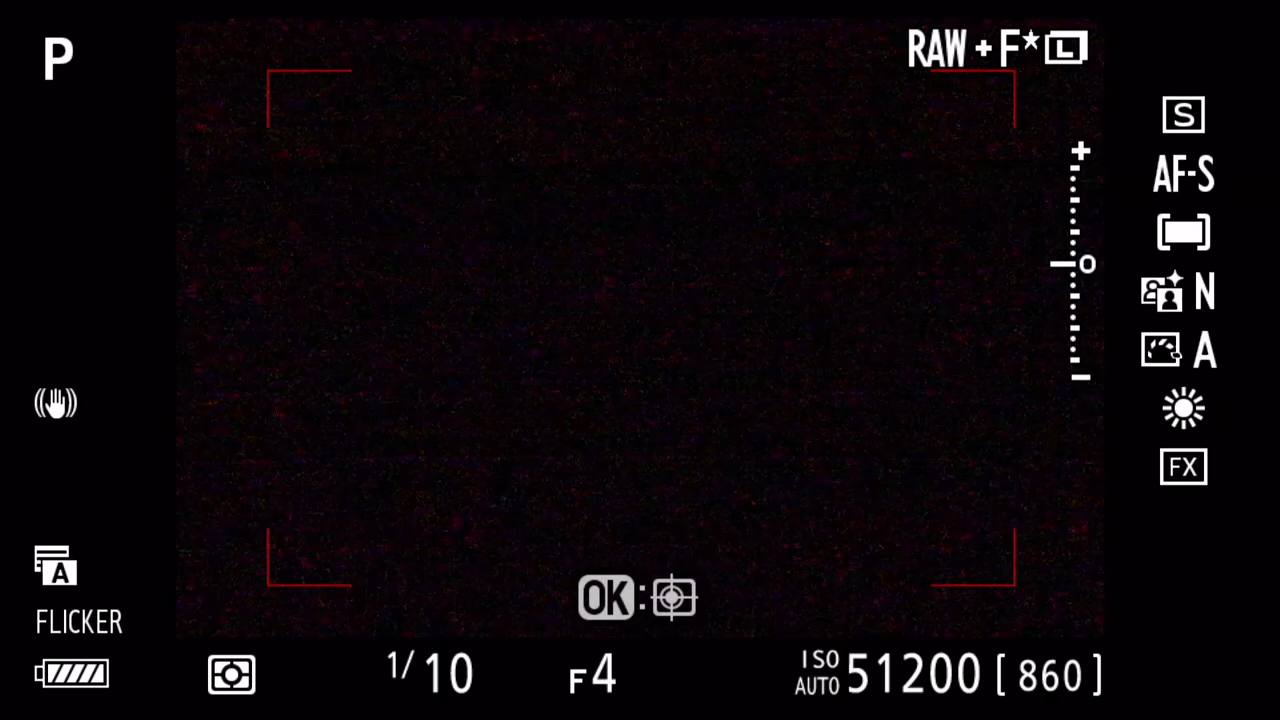 P
RAW + F★ L
S
AF-S
N
A
FX
A
FLICKER
OK:
1/10 F4 ISO AUTO 51200 [860]